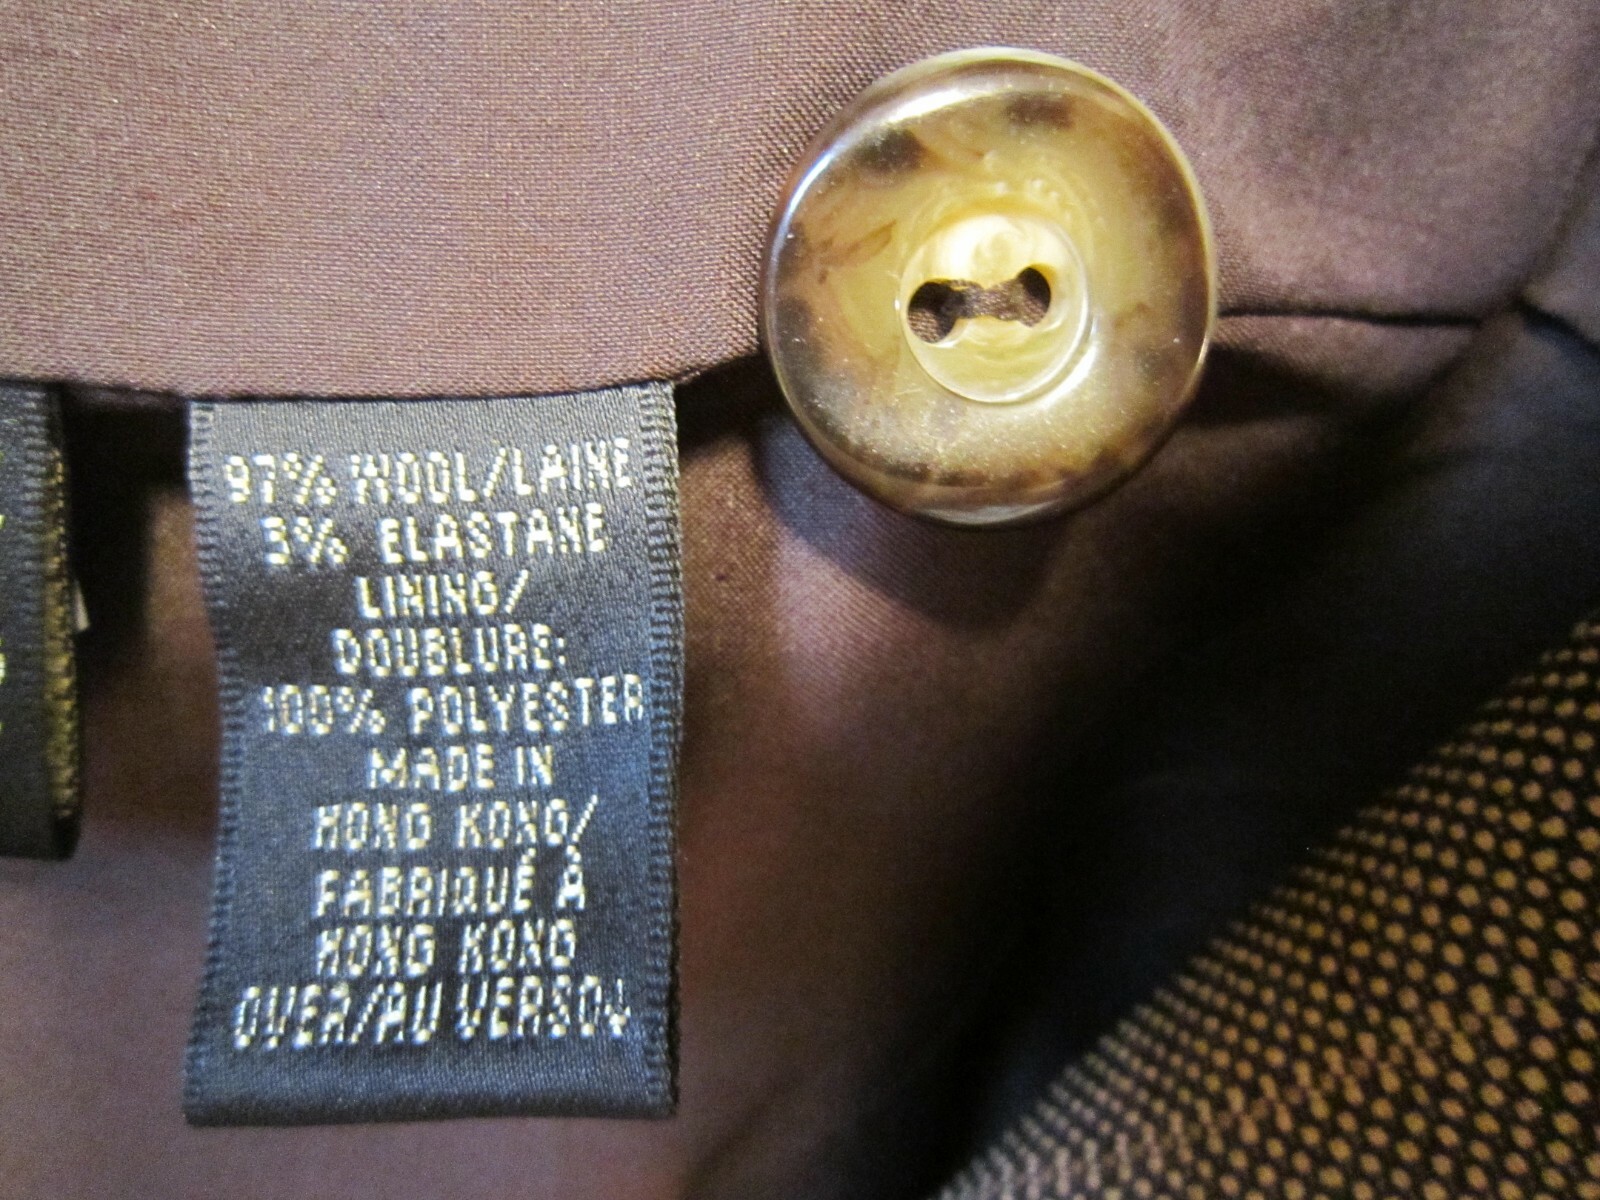 97% WOOL/LAINE
3% ELASTANE
LINING/
DOUBLURE:
100% POLYESTER
MADE IN
HONG KONG/
FABRIQUÉ À
HONG KONG
OVER/AU VERSO↓